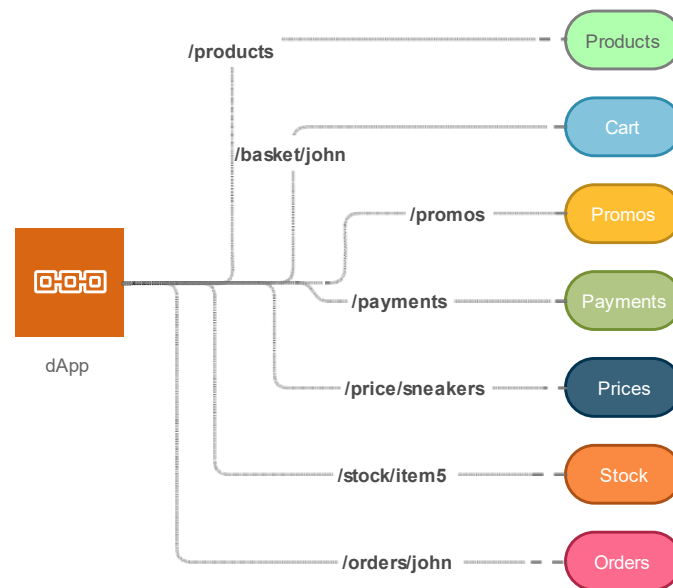 /products
Products
/basket/john
Cart
/promos
Promos
dApp
/payments
Payments
/price/sneakers
Prices
/stock/item5
Stock
/orders/john
Orders